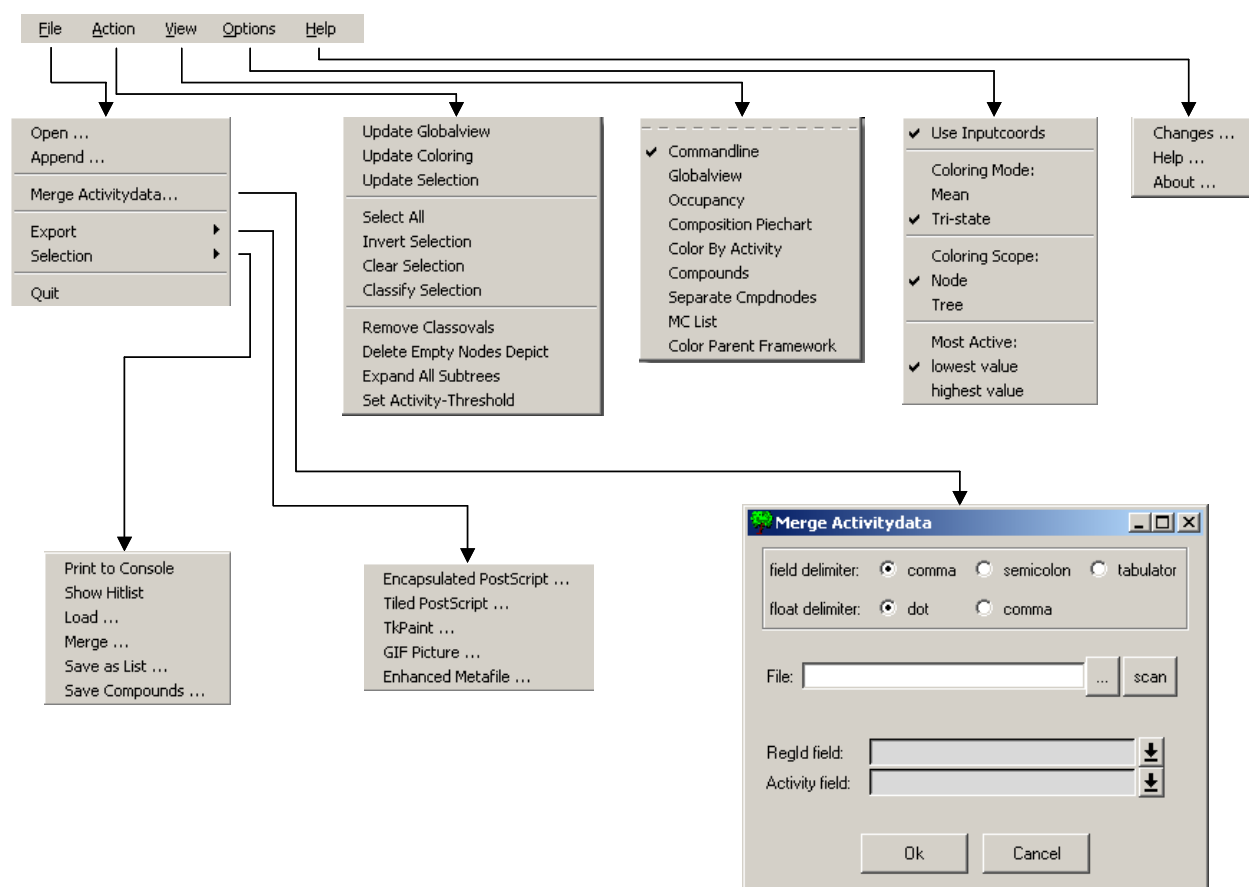 File Action View Options Help
Open ...
Append ...
Merge Activitydata...
Export
Selection
Quit
Update Globalview
Update Coloring
Update Selection
Select All
Invert Selection
Clear Selection
Classify Selection
Remove Classovals
Delete Empty Nodes Depict
Expand All Subtrees
Set Activity-Threshold
Commandline
Globalview
Occupancy
Composition Piechart
Color By Activity
Compounds
Separate Cmpdnodes
MC List
Color Parent Framework
Use Inputcoords
Coloring Mode:
Mean
Tri-state
Coloring Scope:
Node
Tree
Most Active:
lowest value
highest value
Changes ...
Help ...
About ...
Print to Console
Show Hitlist
Load ...
Merge ...
Save as List ...
Save Compounds ...
Encapsulated PostScript ...
Tiled PostScript ...
TkPaint ...
GIF Picture ...
Enhanced Metafile ...
Merge Activitydata
field delimiter: comma semicolon tabulator
float delimiter: dot comma
File: ... scan
RegId field:
Activity field:
Ok Cancel